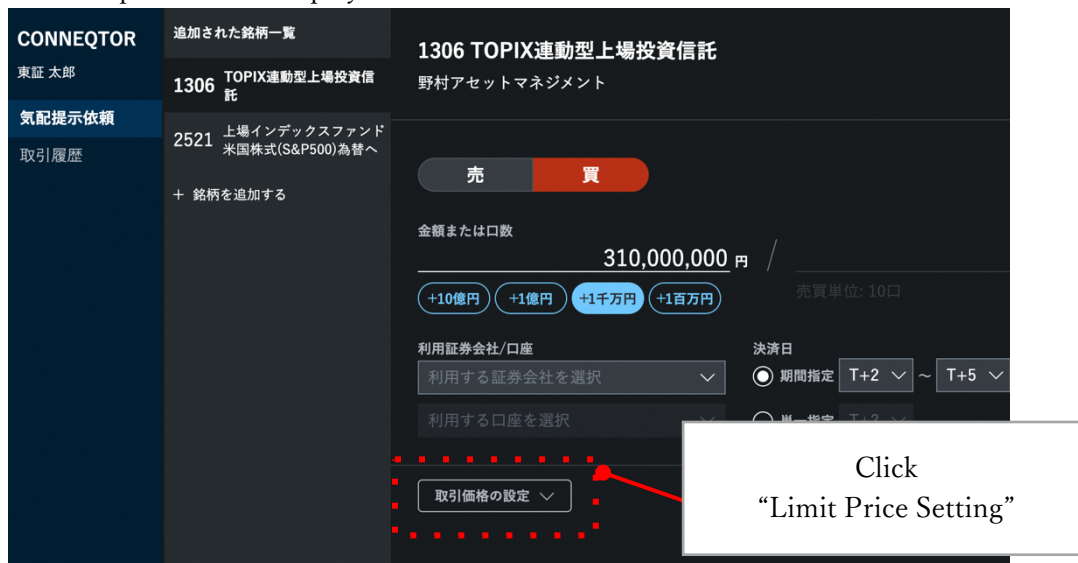 CONNEQTOR
東証 太郎
気配提示依頼
取引履歴
追加された銘柄一覧
1306 TOPIX連動型上場投資信
託
2521 上場インデックスファンド
米国株式(S&P500)為替ヘ
＋ 銘柄を追加する
1306 TOPIX連動型上場投資信託
野村アセットマネジメント
売 買
金額または口数
310,000,000 円 /
売買単位: 10口
+10億円 +1億円 +1千万円 +1百万円
利用証券会社/口座
利用する証券会社を選択
利用する口座を選択
決済日
期間指定 T+2 ~ T+5
取引価格の設定
Click
“Limit Price Setting”